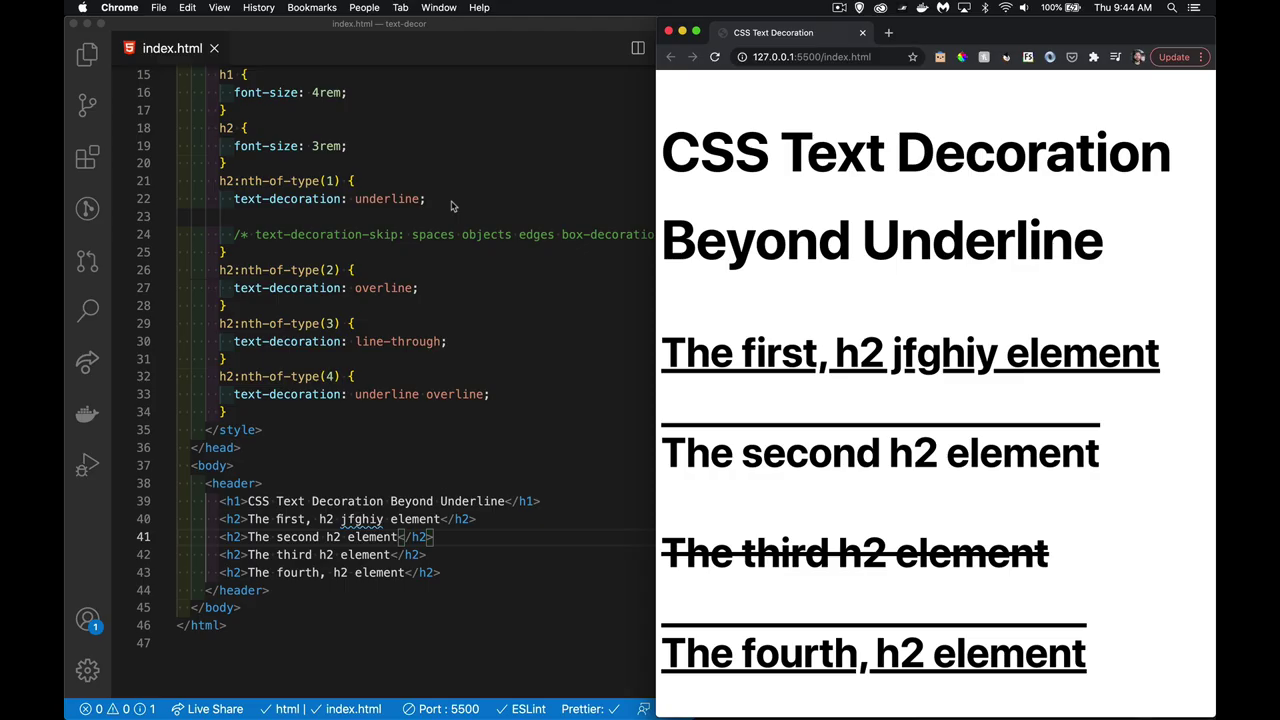 Chrome File Edit View History Bookmarks People Tab Window Help
100% Thu 9:44 AM
index.html — text-decor
index.html
15 h1 {
16 font-size: 4rem;
17 }
18 h2 {
19 font-size: 3rem;
20 }
21 h2:nth-of-type(1) {
22 text-decoration: underline;
23
24 /* text-decoration-skip: spaces objects edges box-decoratio
25 }
26 h2:nth-of-type(2) {
27 text-decoration: overline;
28 }
29 h2:nth-of-type(3) {
30 text-decoration: line-through;
31 }
32 h2:nth-of-type(4) {
33 text-decoration: underline overline;
34 }
35 </style>
36 </head>
37 <body>
38 <header>
39 <h1>CSS Text Decoration Beyond Underline</h1>
40 <h2>The first, h2 jfghiy element</h2>
41 <h2>The second h2 element</h2>
42 <h2>The third h2 element</h2>
43 <h2>The fourth, h2 element</h2>
44 </header>
45 </body>
46 </html>
47
1
0 0 1 Live Share html index.html Port : 5500 ESLint Prettier:
CSS Text Decoration
127.0.0.1:5500/index.html
Update
CSS Text Decoration
Beyond Underline
The first, h2 jfghiy element
The second h2 element
The third h2 element
The fourth, h2 element